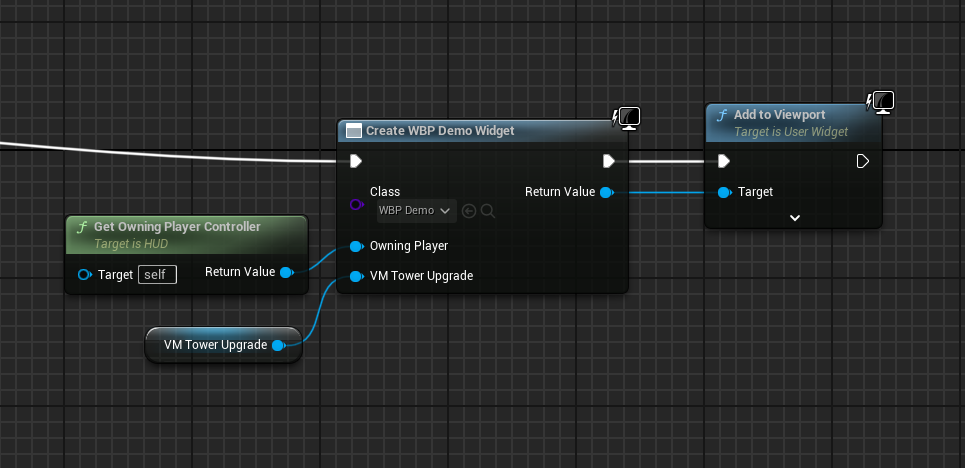 Create WBP Demo Widget
Class
WBP Demo
Return Value
Owning Player
VM Tower Upgrade
Add to Viewport
Target is User Widget
Target
Get Owning Player Controller
Target is HUD
Target self
Return Value
VM Tower Upgrade